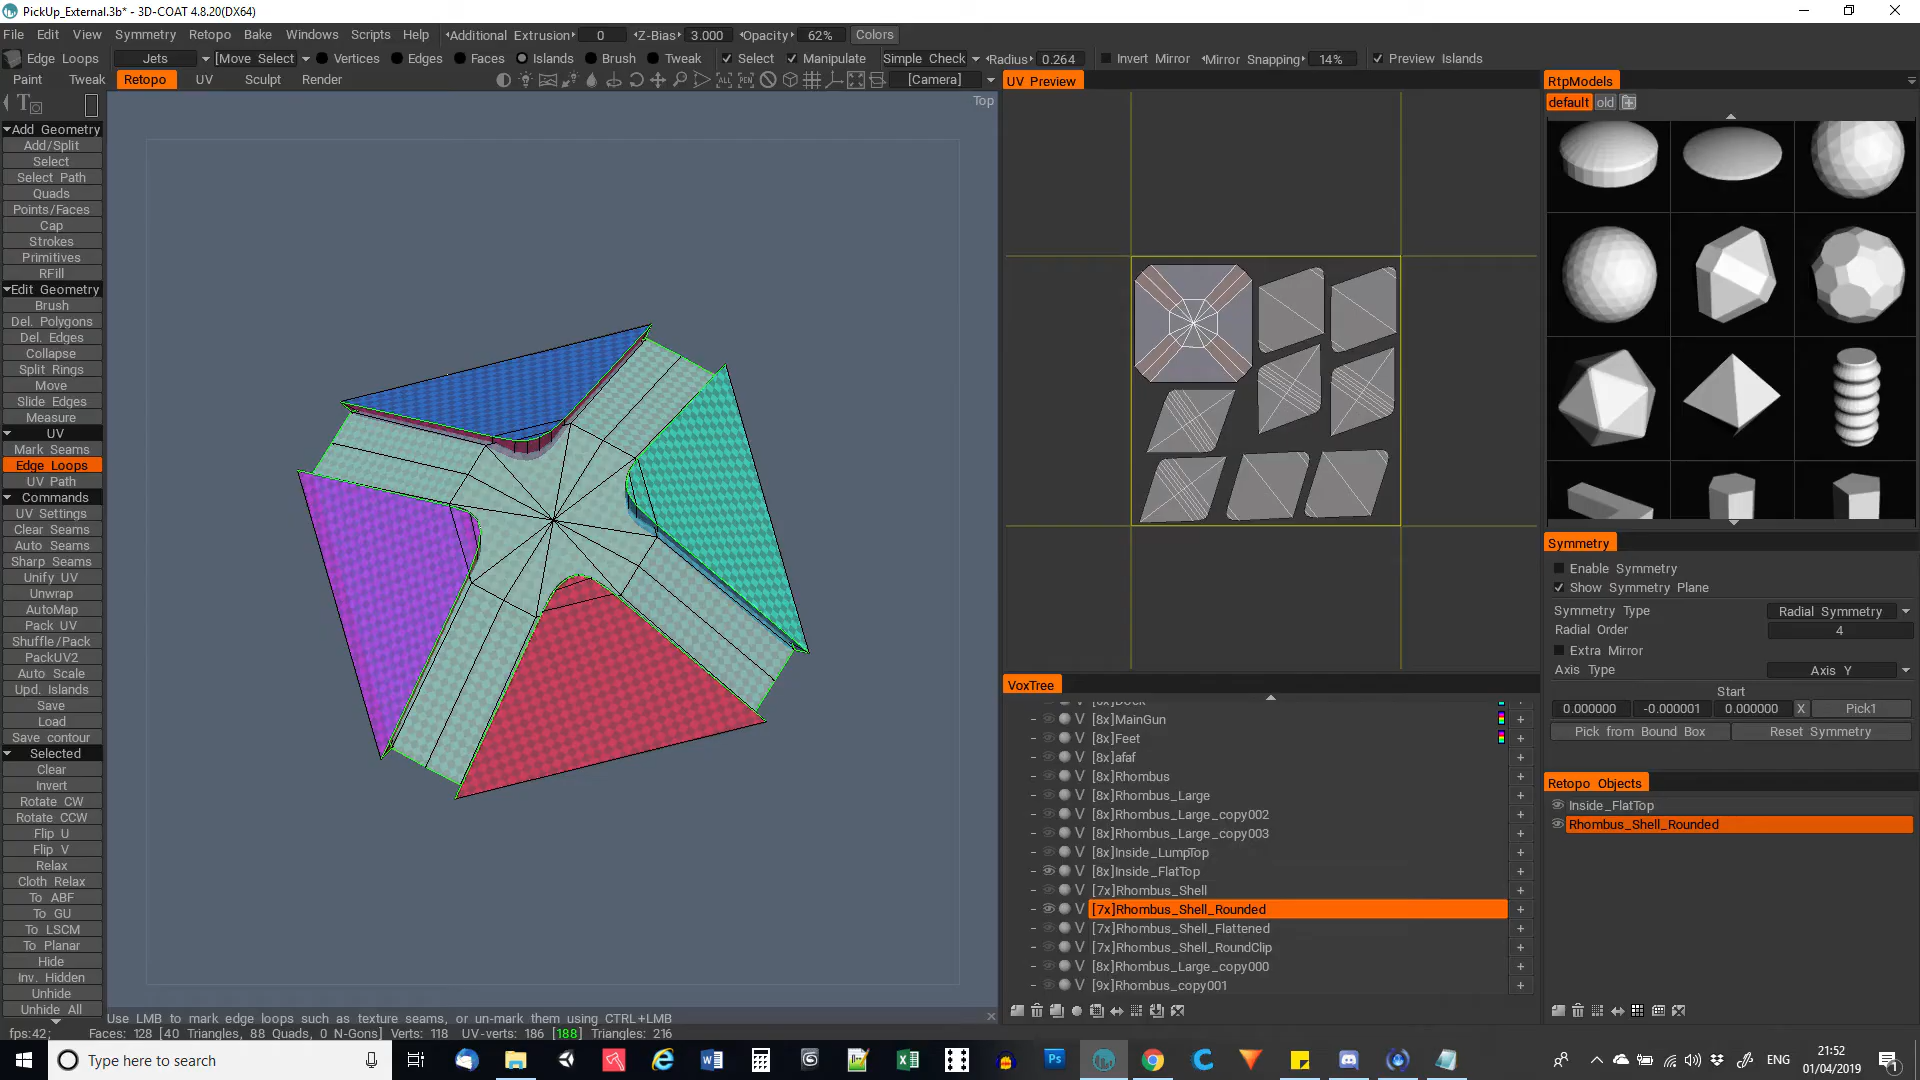 PickUp_External.3b* - 3D-COAT 4.8.20(DX64)
File Edit View Symmetry Retopo Bake Windows Scripts Help Additional Extrusion 0 Z-Bias 3.000 Opacity 62% Colors
Edge Loops Jets [Move Select] Vertices Edges Faces Islands Brush Tweak Select Manipulate Simple Check Radius 0.264 Invert Mirror Mirror Snapping 14% Preview Islands
Paint Tweak Retopo UV Sculpt Render [Camera] UV Preview RtpModels
Top
default old
Add Geometry
Add/Split
Select
Select Path
Quads
Points/Faces
Cap
Strokes
Primitives
RFill
Edit Geometry
Brush
Del. Polygons
Del. Edges
Collapse
Split Rings
Move
Slide Edges
Measure
UV
Mark Seams
Edge Loops
UV Path
Commands
UV Settings
Clear Seams
Auto Seams
Sharp Seams
Unify UV
Unwrap
AutoMap
Pack UV
Shuffle/Pack
PackUV2
Auto Scale
Upd. Islands
Save
Load
Save contour
Selected
Clear
Invert
Rotate CW
Rotate CCW
Flip U
Flip V
Relax
Cloth Relax
To ABF
To GU
To LSCM
To Planar
Hide
Inv. Hidden
Unhide
Unhide All
Symmetry
Enable Symmetry
Show Symmetry Plane
Symmetry Type Radial Symmetry
Radial Order 4
Extra Mirror
Axis Type Axis Y
Start
0.000000 -0.000001 0.000000 X Pick1
Pick from Bound Box Reset Symmetry
Retopo Objects
Inside_FlatTop
Rhombus_Shell_Rounded
VoxTree
[8x]Dock
[8x]MainGun
[8x]Feet
[8x]afaf
[8x]Rhombus
[8x]Rhombus_Large
[8x]Rhombus_Large_copy002
[8x]Rhombus_Large_copy003
[8x]Inside_LumpTop
[8x]Inside_FlatTop
[7x]Rhombus_Shell
[7x]Rhombus_Shell_Rounded
[7x]Rhombus_Shell_Flattened
[7x]Rhombus_Shell_RoundClip
[8x]Rhombus_Large_copy000
[9x]Rhombus_copy001
Use LMB to mark edge loops such as texture seams, or un-mark them using CTRL+LMB
fps:42; Faces: 128 [40 Triangles, 88 Quads, 0 N-Gons] Verts: 118 UV-verts: 186 [188] Triangles: 216
Type here to search
ENG
21:52
01/04/2019